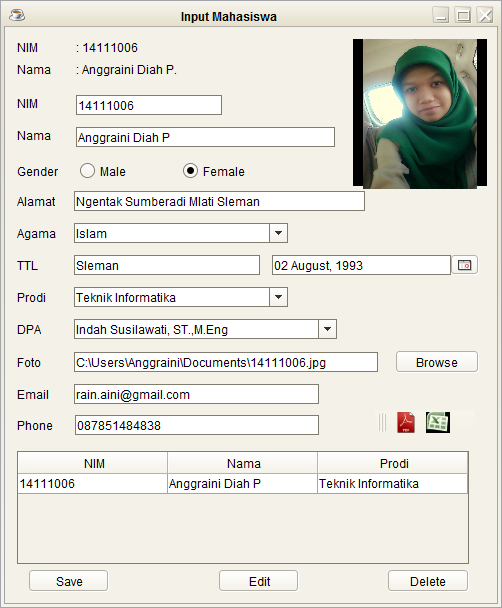 Input Mahasiswa
NIM : 14111006
Nama : Anggraini Diah P.
NIM 14111006
Nama Anggraini Diah P
Gender Male Female
Alamat Ngentak Sumberadi Mlati Sleman
Agama Islam
TTL Sleman 02 August, 1993
Prodi Teknik Informatika
DPA Indah Susilawati, ST.,M.Eng
Foto C:\Users\Anggraini\Documents\14111006.jpg Browse
Email rain.aini@gmail.com
Phone 087851484838
NIM Nama Prodi
14111006 Anggraini Diah P Teknik Informatika
Save Edit Delete